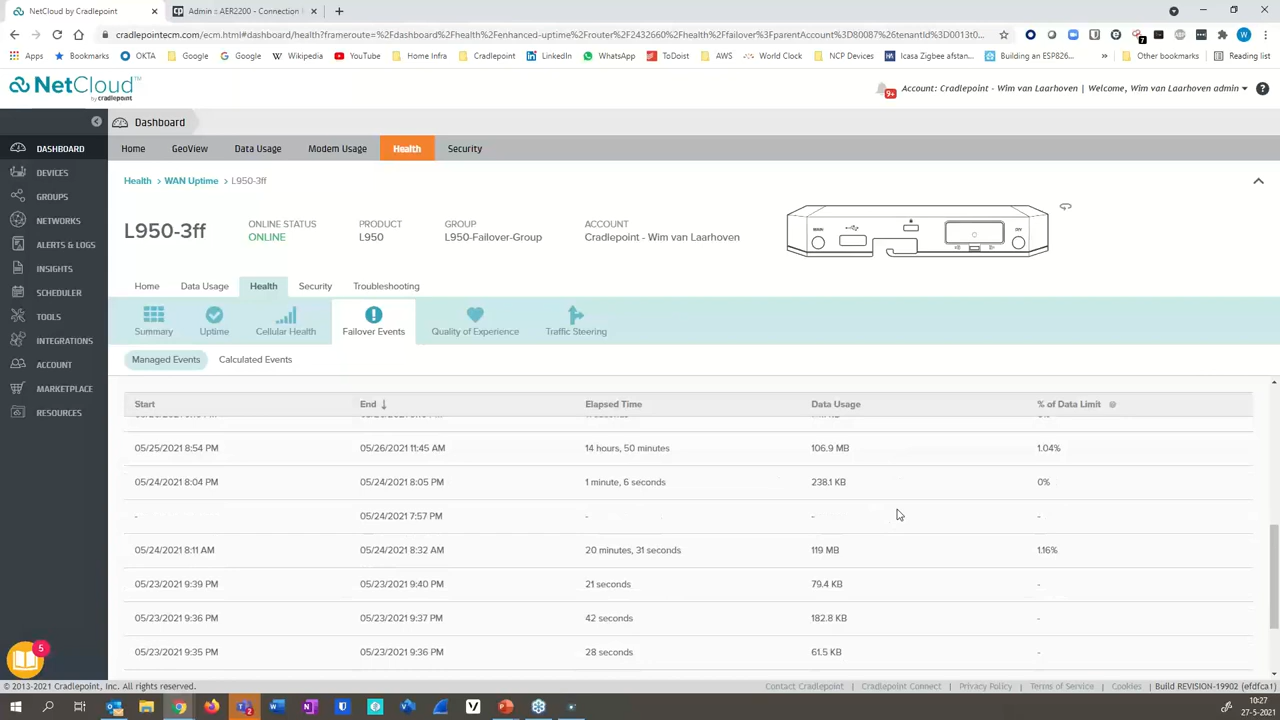 NetCloud by Cradlepoint
Admin :: AER2200 - Connection
cradlepointecm.com/ecm.html#dashboard/health?frameroute=%2Fdashboard%2Fhealth%2Fenhanced-uptime%2Frouter%2F2432660%2Fhealth%2Ffailover%3FparentAccount%3D80087%26tenantId%3D0013t0...
Apps
Bookmarks
OKTA
Google
Google
Wikipedia
YouTube
Home Infra
Cradlepoint
LinkedIn
WhatsApp
ToDoist
AWS
World Clock
NCP Devices
Icasa Zigbee afstan...
Building an ESP826...
Other bookmarks
Reading list
NetCloud™
by cradlepoint
9+
Account: Cradlepoint - Wim van Laarhoven | Welcome, Wim van Laarhoven admin
Dashboard
Home
GeoView
Data Usage
Modem Usage
Health
Security
DASHBOARD
DEVICES
GROUPS
NETWORKS
ALERTS & LOGS
INSIGHTS
SCHEDULER
TOOLS
INTEGRATIONS
ACCOUNT
MARKETPLACE
RESOURCES
5
Health > WAN Uptime > L950-3ff
L950-3ff
ONLINE STATUS
ONLINE
PRODUCT
L950
GROUP
L950-Failover-Group
ACCOUNT
Cradlepoint - Wim van Laarhoven
Home
Data Usage
Health
Security
Troubleshooting
Summary
Uptime
Cellular Health
Failover Events
Quality of Experience
Traffic Steering
Managed Events
Calculated Events
Start End ↓ Elapsed Time Data Usage % of Data Limit
05/25/2021 8:54 PM 05/26/2021 11:45 AM 14 hours, 50 minutes 106.9 MB 1.04%
05/24/2021 8:04 PM 05/24/2021 8:05 PM 1 minute, 6 seconds 238.1 KB 0%
- 05/24/2021 7:57 PM - - -
05/24/2021 8:11 AM 05/24/2021 8:32 AM 20 minutes, 31 seconds 119 MB 1.16%
05/23/2021 9:39 PM 05/23/2021 9:40 PM 21 seconds 79.4 KB -
05/23/2021 9:36 PM 05/23/2021 9:37 PM 42 seconds 182.8 KB -
05/23/2021 9:35 PM 05/23/2021 9:36 PM 28 seconds 61.5 KB -
© 2013-2021 Cradlepoint, Inc. All rights reserved.
Contact Cradlepoint | Cradlepoint Connect | Privacy Policy | Terms of Service | Cookies | Build REVISION-19902 (efdfca1)
10:27
27-5-2021